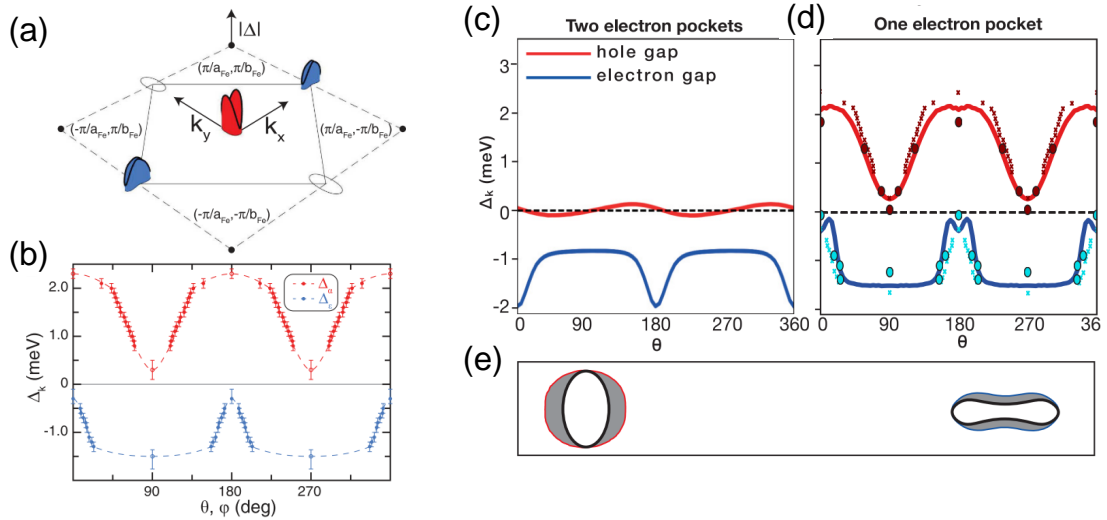 (a)
|Δ|
(π/a_Fe,π/b_Fe)
(-π/a_Fe,π/b_Fe)
(π/a_Fe,-π/b_Fe)
k_y
k_x
(-π/a_Fe,-π/b_Fe)
(b)
Δ_k (meV)
2.0
1.0
0
-1.0
Δ_α
Δ_ε
90
180
270
θ, φ (deg)
(c)
Two electron pockets
hole gap
electron gap
Δ_k (meV)
3
2
1
0
-1
-2
0
90
180
270
360
θ
(d)
One electron pocket
0
90
180
270
36
θ
(e)